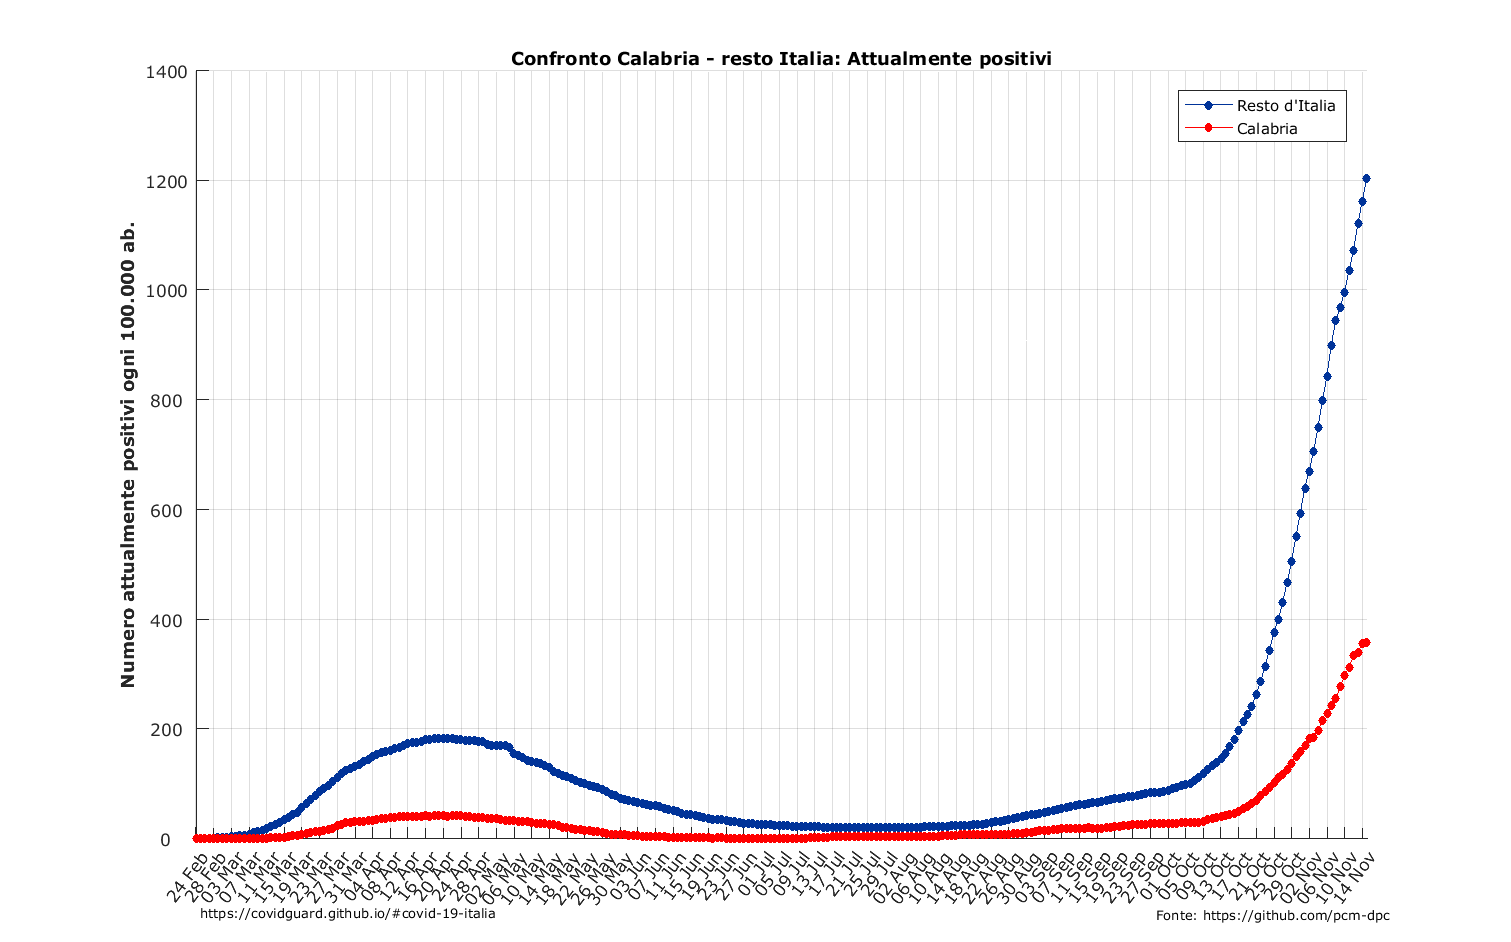 Confronto Calabria - resto Italia: Attualmente positivi
1400
1200
1000
800
600
400
200
0
Numero attualmente positivi ogni 100.000 ab.
Resto d'Italia
Calabria
24 Feb
28 Feb
03 Mar
07 Mar
11 Mar
15 Mar
19 Mar
23 Mar
27 Mar
31 Mar
04 Apr
08 Apr
12 Apr
16 Apr
20 Apr
24 Apr
28 Apr
02 May
06 May
10 May
14 May
18 May
22 May
26 May
30 May
03 Jun
07 Jun
11 Jun
15 Jun
19 Jun
23 Jun
27 Jun
01 Jul
05 Jul
09 Jul
13 Jul
17 Jul
21 Jul
25 Jul
29 Jul
02 Aug
06 Aug
10 Aug
14 Aug
18 Aug
22 Aug
26 Aug
30 Aug
03 Sep
07 Sep
11 Sep
15 Sep
19 Sep
23 Sep
27 Sep
01 Oct
05 Oct
09 Oct
13 Oct
17 Oct
21 Oct
25 Oct
29 Oct
02 Nov
06 Nov
10 Nov
14 Nov
https://covidguard.github.io/#covid-19-italia
Fonte: https://github.com/pcm-dpc